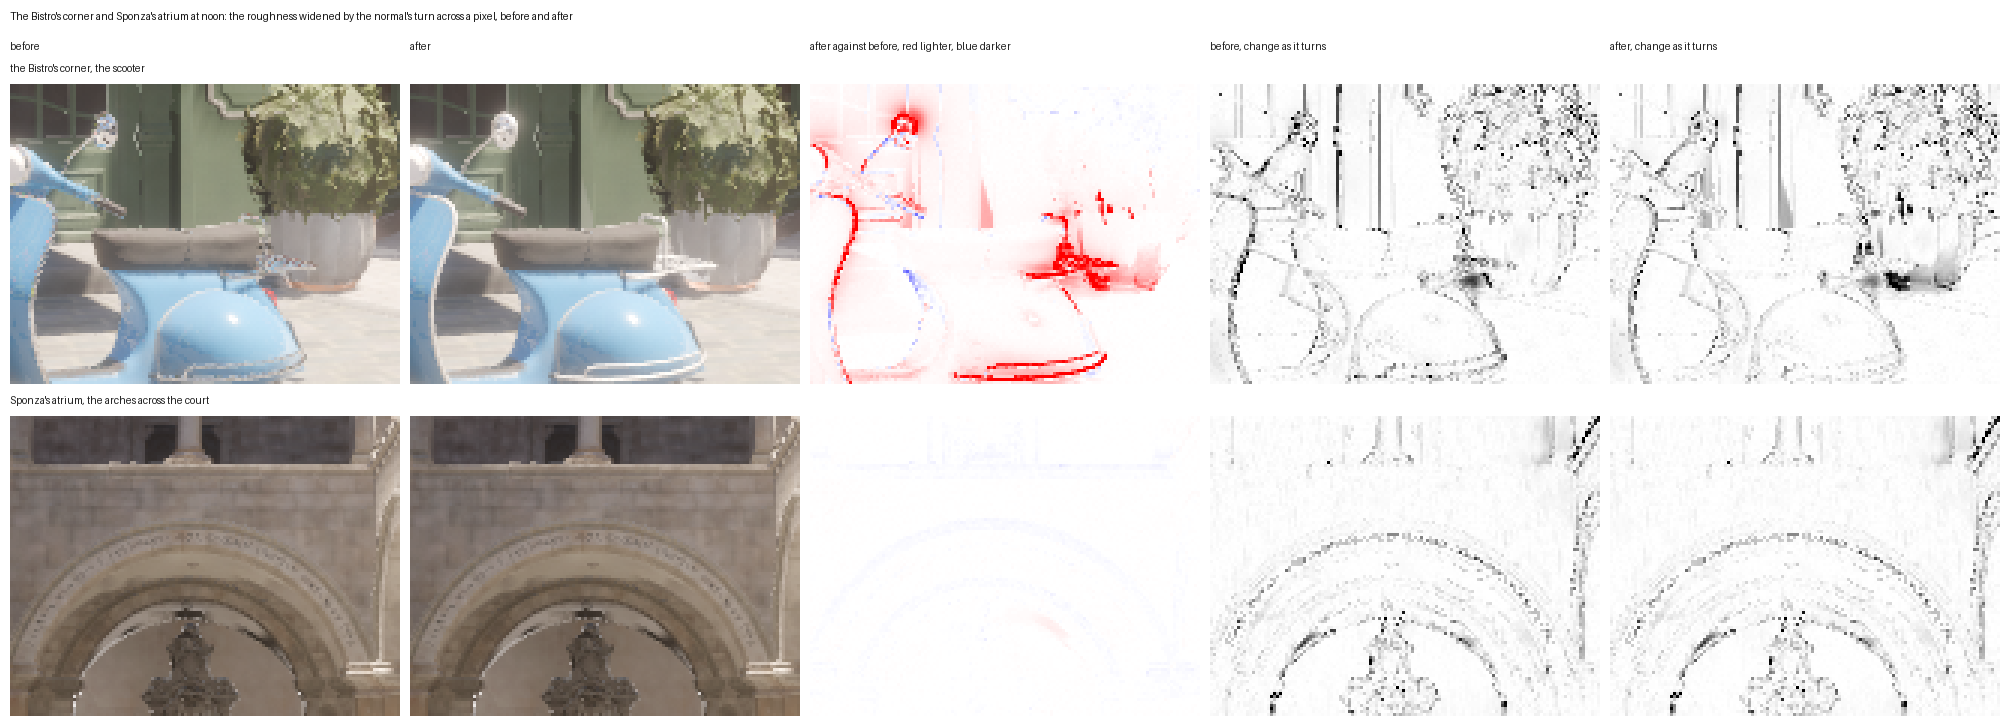 The Bistro's corner and Sponza's atrium at noon: the roughness widened by the normal's turn across a pixel, before and after
before after after against before, red lighter, blue darker before, change as it turns after, change as it turns
the Bistro's corner, the scooter
Sponza's atrium, the arches across the court